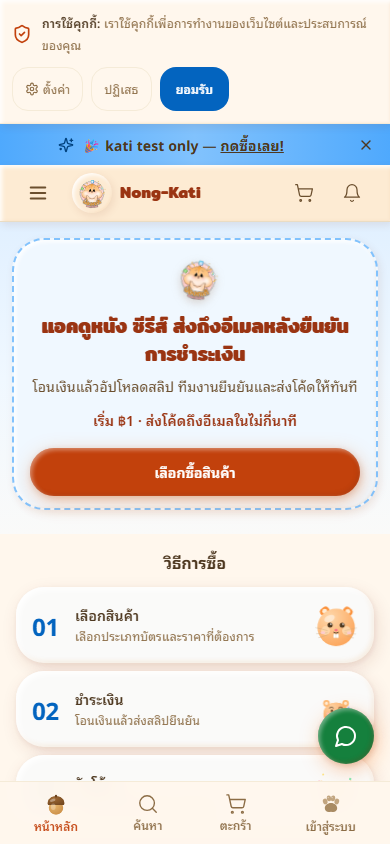 การใช้คุกกี้: เราใช้คุกกี้เพื่อการทำงานของเว็บไซต์และประสบการณ์
ของคุณ
ตั้งค่า
ปฏิเสธ
ยอมรับ
kati test only — กดซื้อเลย!
Nong-Kati
แอคดูหนัง ซีรีส์ ส่งถึงอีเมลหลังยืนยัน
การชำระเงิน
โอนเงินแล้วอัปโหลดสลิป ทีมงานยืนยันและส่งโค้ดให้ทันที
เริ่ม ฿1 · ส่งโค้ดถึงอีเมลในไม่กี่นาที
เลือกซื้อสินค้า
วิธีการซื้อ
01
เลือกสินค้า
เลือกประเภทบัตรและราคาที่ต้องการ
02
ชำระเงิน
โอนเงินแล้วส่งสลิปยืนยัน
หน้าหลัก
ค้นหา
ตะกร้า
เข้าสู่ระบบ